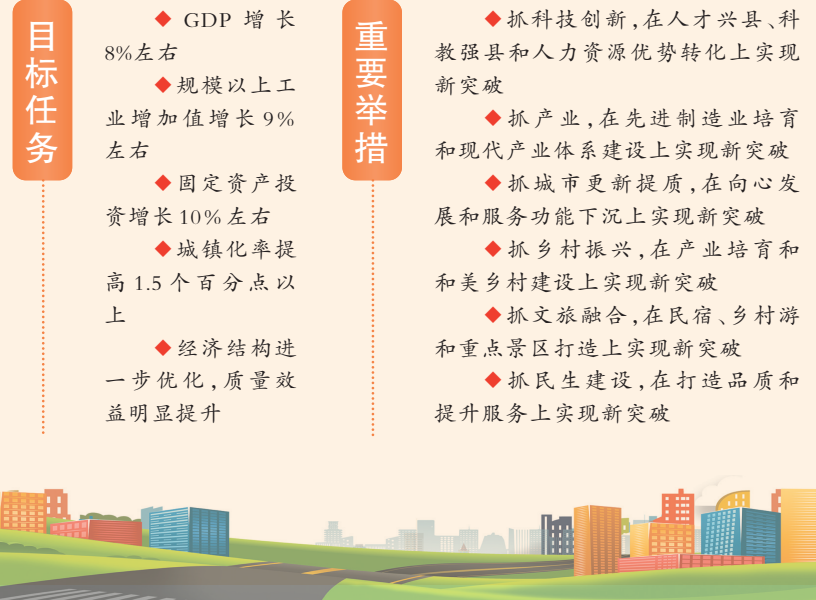 目标任务
◆GDP增长
8%左右
◆规模以上工
业增加值增长9%
左右
◆固定资产投
资增长10%左右
◆城镇化率提
高1.5个百分点以
上
◆经济结构进
一步优化,质量效
益明显提升
重要举措
◆抓科技创新,在人才兴县、科
教强县和人力资源优势转化上实现
新突破
◆抓产业,在先进制造业培育
和现代产业体系建设上实现新突破
◆抓城市更新提质,在向心发
展和服务功能下沉上实现新突破
◆抓乡村振兴,在产业培育和
和美乡村建设上实现新突破
◆抓文旅融合,在民宿、乡村游
和重点景区打造上实现新突破
◆抓民生建设,在打造品质和
提升服务上实现新突破